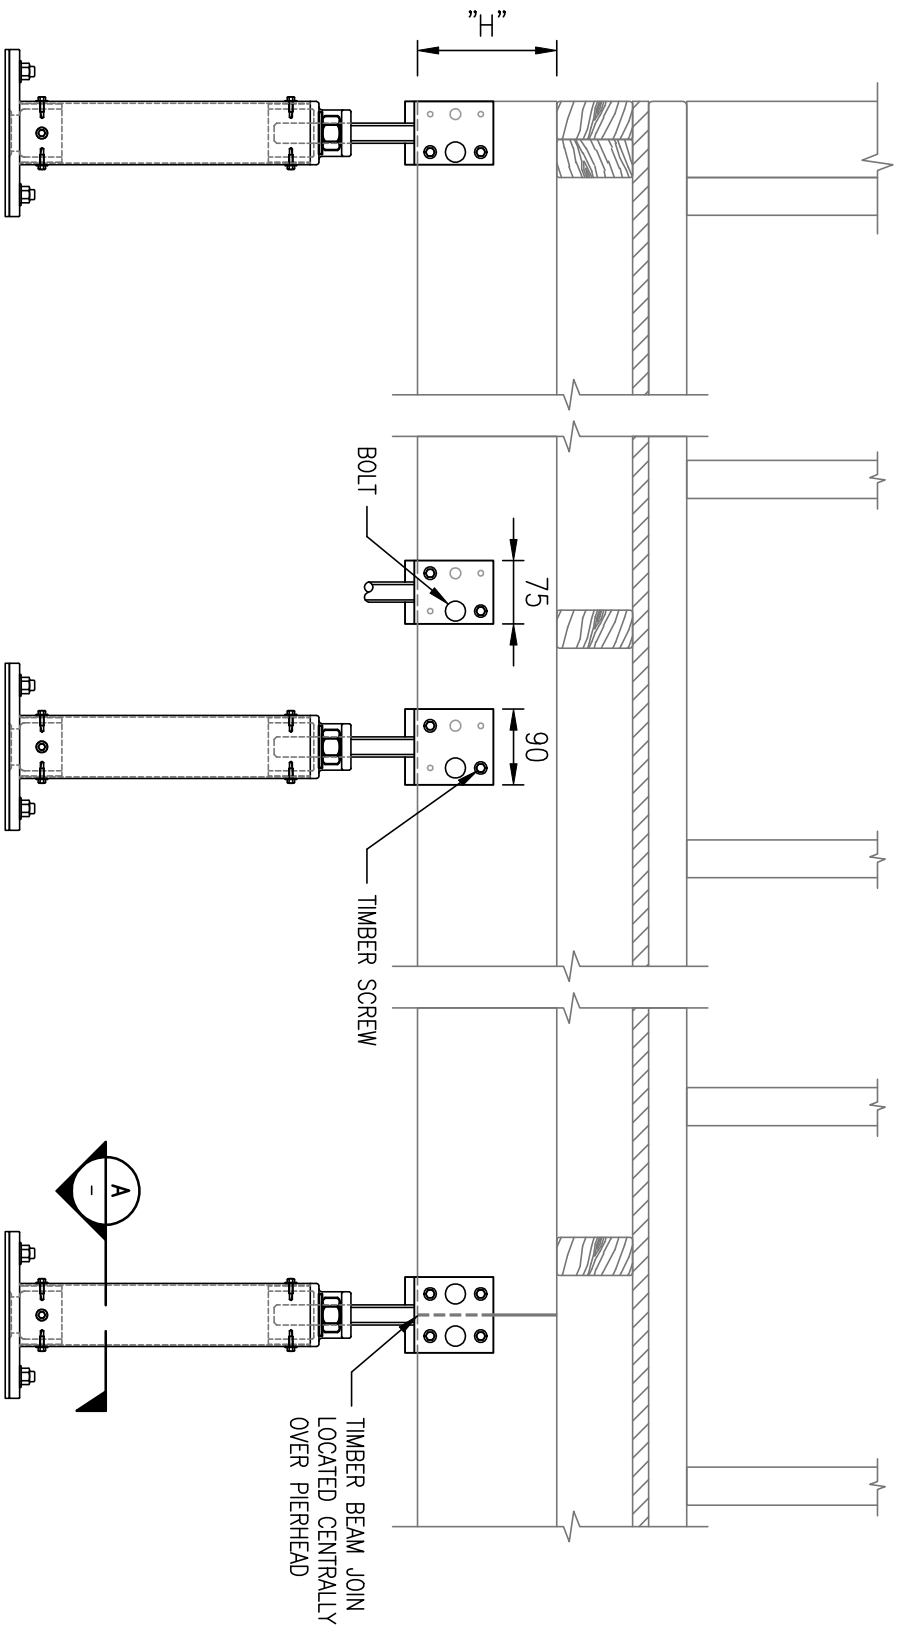 "H"
BOLT
75
90
TIMBER SCREW
A
-
TIMBER BEAM JOIN
LOCATED CENTRALLY
OVER PIERHEAD